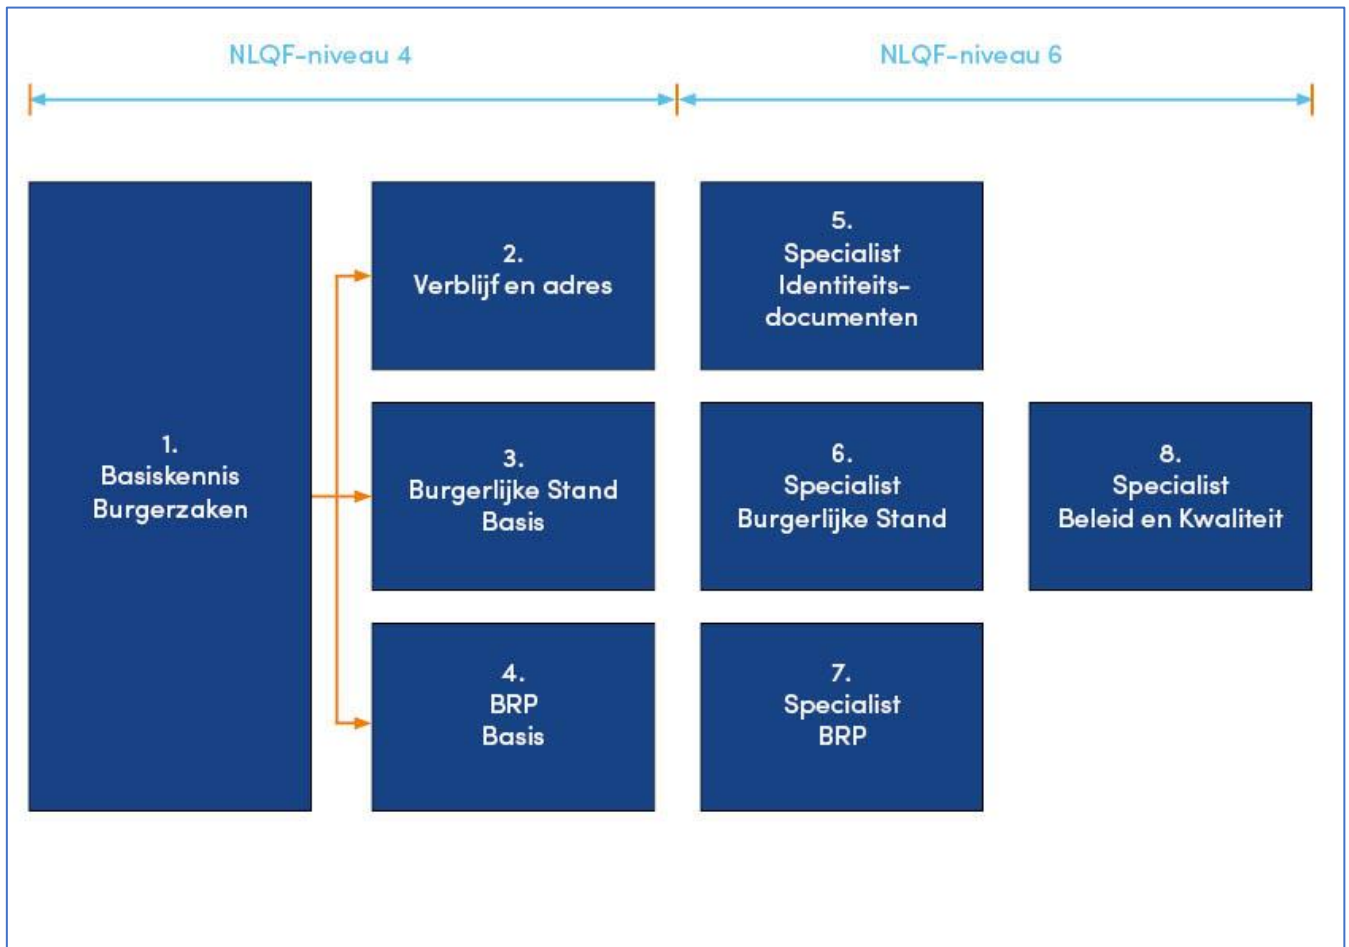 NLQF-niveau 4
NLQF-niveau 6
1.
Basiskennis
Burgerzaken
2.
Verblijf en adres
3.
Burgerlijke Stand
Basis
4.
BRP
Basis
5.
Specialist
Identiteits-
documenten
6.
Specialist
Burgerlijke Stand
7.
Specialist
BRP
8.
Specialist
Beleid en Kwaliteit